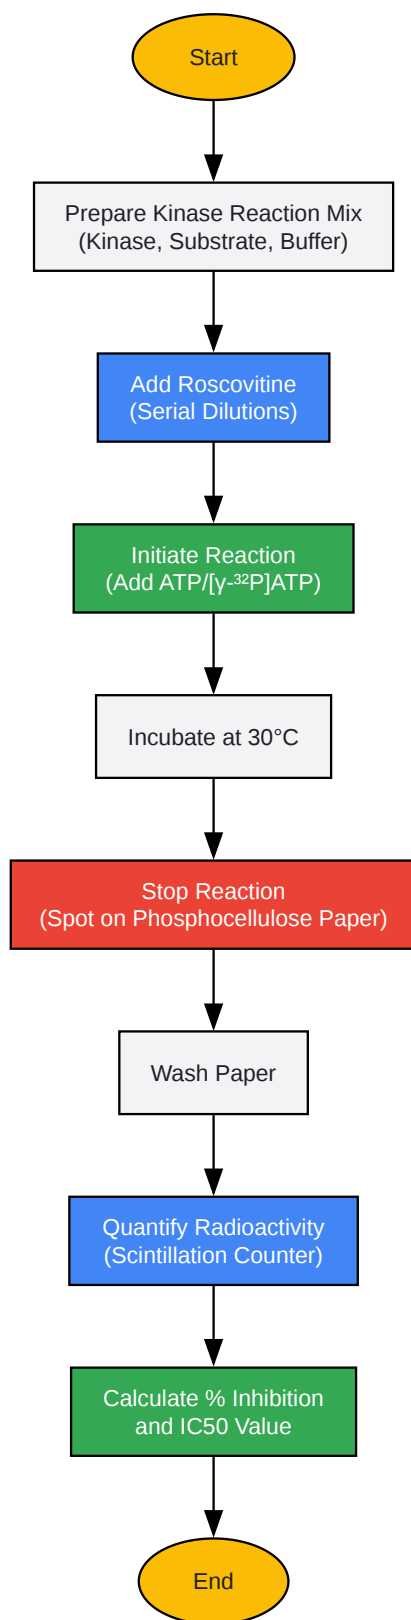 Start
Prepare Kinase Reaction Mix
(Kinase, Substrate, Buffer)
Add Roscovitine
(Serial Dilutions)
Initiate Reaction
(Add ATP/[γ-³²P]ATP)
Incubate at 30°C
Stop Reaction
(Spot on Phosphocellulose Paper)
Wash Paper
Quantify Radioactivity
(Scintillation Counter)
Calculate % Inhibition
and IC50 Value
End